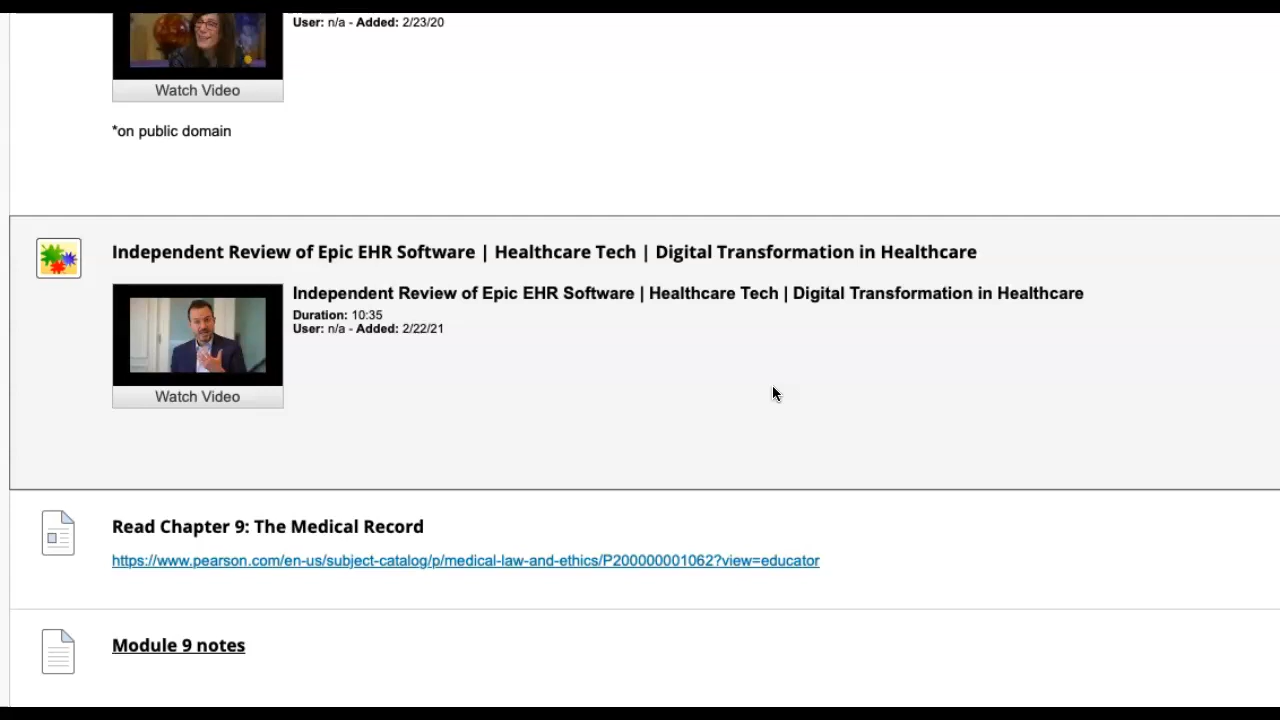 User: n/a - Added: 2/23/20
Watch Video
*on public domain
Independent Review of Epic EHR Software | Healthcare Tech | Digital Transformation in Healthcare
Independent Review of Epic EHR Software | Healthcare Tech | Digital Transformation in Healthcare
Duration: 10:35
User: n/a - Added: 2/22/21
Watch Video
Read Chapter 9: The Medical Record
https://www.pearson.com/en-us/subject-catalog/p/medical-law-and-ethics/P200000001062?view=educator
Module 9 notes